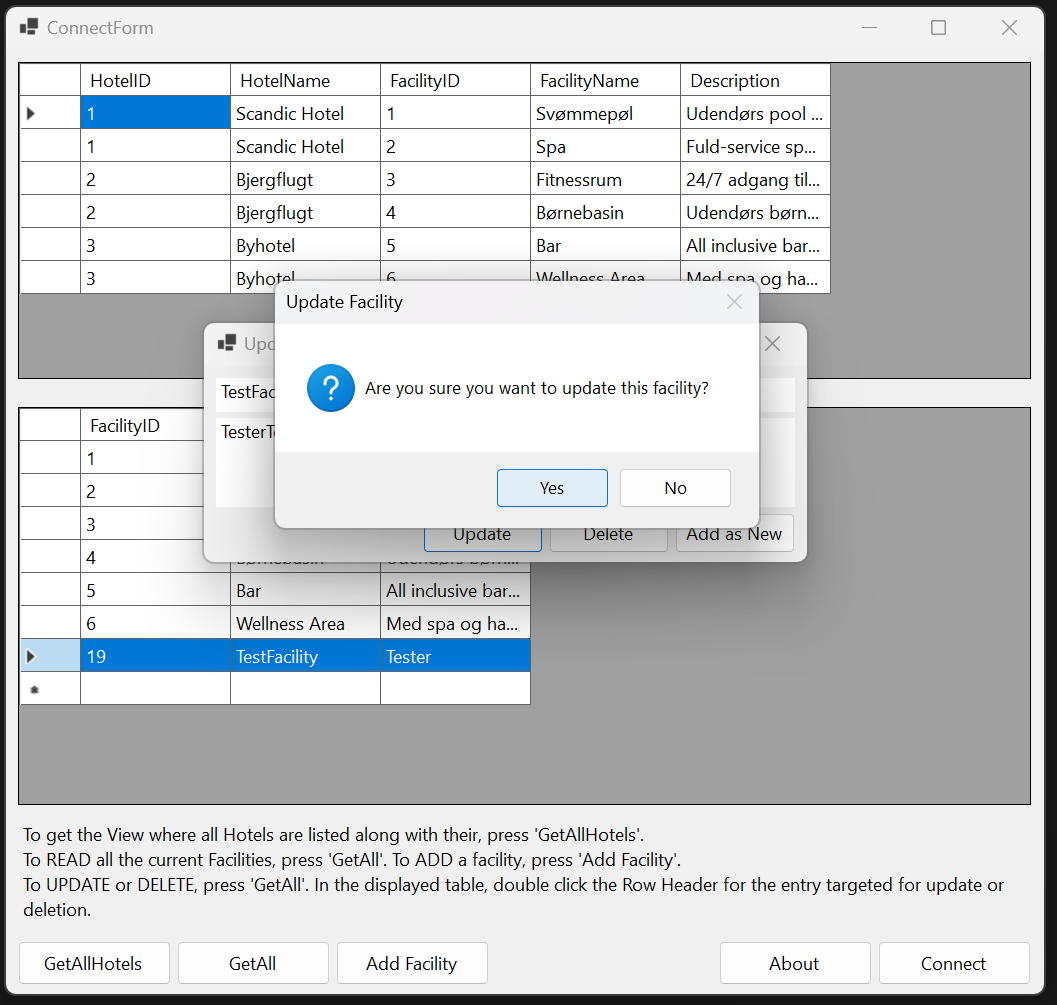 ConnectForm
HotelID HotelName FacilityID FacilityName Description
1 Scandic Hotel 1 Svømmepøl Udendørs pool ...
1 Scandic Hotel 2 Spa Fuld-service sp...
2 Bjergflugt 3 Fitnessrum 24/7 adgang til...
2 Bjergflugt 4 Børnebasin Udendørs børn...
3 Byhotel 5 Bar All inclusive bar...
3 Byhotel 6 Wellness Area Med spa og ha...
Update Facility
Upd
Are you sure you want to update this facility?
TestFac
TesterT
Yes No
Update Delete Add as New
FacilityID
1
2
3
4 Børnebasin Udendørs børn...
5 Bar All inclusive bar...
6 Wellness Area Med spa og ha...
19 TestFacility Tester
To get the View where all Hotels are listed along with their, press 'GetAllHotels'.
To READ all the current Facilities, press 'GetAll'. To ADD a facility, press 'Add Facility'.
To UPDATE or DELETE, press 'GetAll'. In the displayed table, double click the Row Header for the entry targeted for update or
deletion.
GetAllHotels GetAll Add Facility About Connect